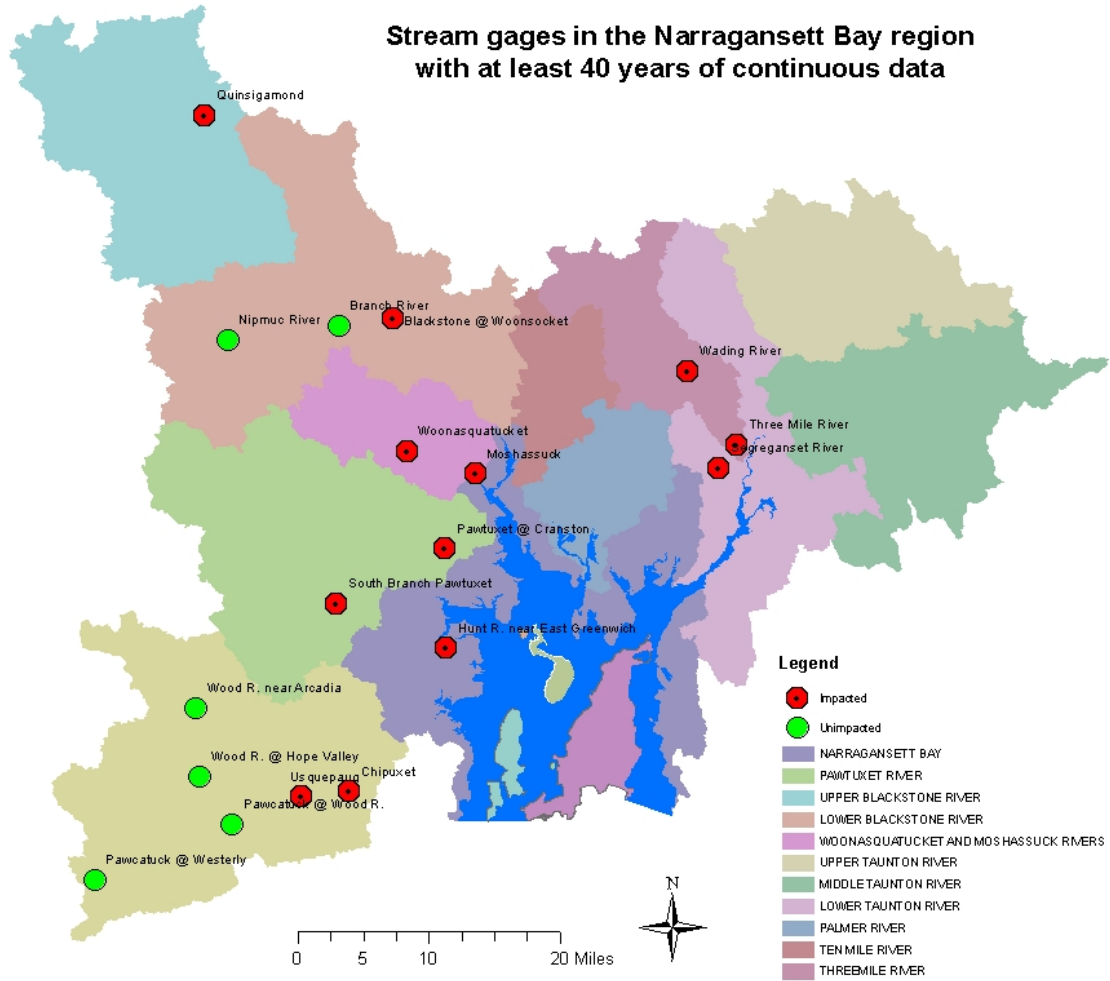 Stream gages in the Narragansett Bay region
with at least 40 years of continuous data
Quinsigamond
Branch River
Nipmuc River
Blackstone @ Woonsocket
Wading River
Woonasquatucket
Three Mile River
Segreganset River
Moshassuck
Pawtuxet @ Cranston
South Branch Pawtuxet
Hunt R. near East Greenwich
Wood R. near Arcadia
Wood R. @ Hope Valley
Usquepaug
Chipuxet
Pawcatuck @ Wood R.
Pawcatuck @ Westerly
Legend
Impacted
Unimpacted
NARRAGANSETT BAY
PAWTUXET RIVER
UPPER BLACKSTONE RIVER
LOWER BLACKSTONE RIVER
WOONASQUATUCKET AND MOSHASSUCK RIVERS
UPPER TAUNTON RIVER
MIDDLE TAUNTON RIVER
LOWER TAUNTON RIVER
PALMER RIVER
TEN MILE RIVER
THREEMILE RIVER
N
0 5 10 20 Miles